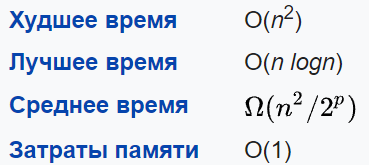 Худшее время O(n²)
Лучшее время O(n logn)
Среднее время Ω(n²/2ᵖ)
Затраты памяти O(1)